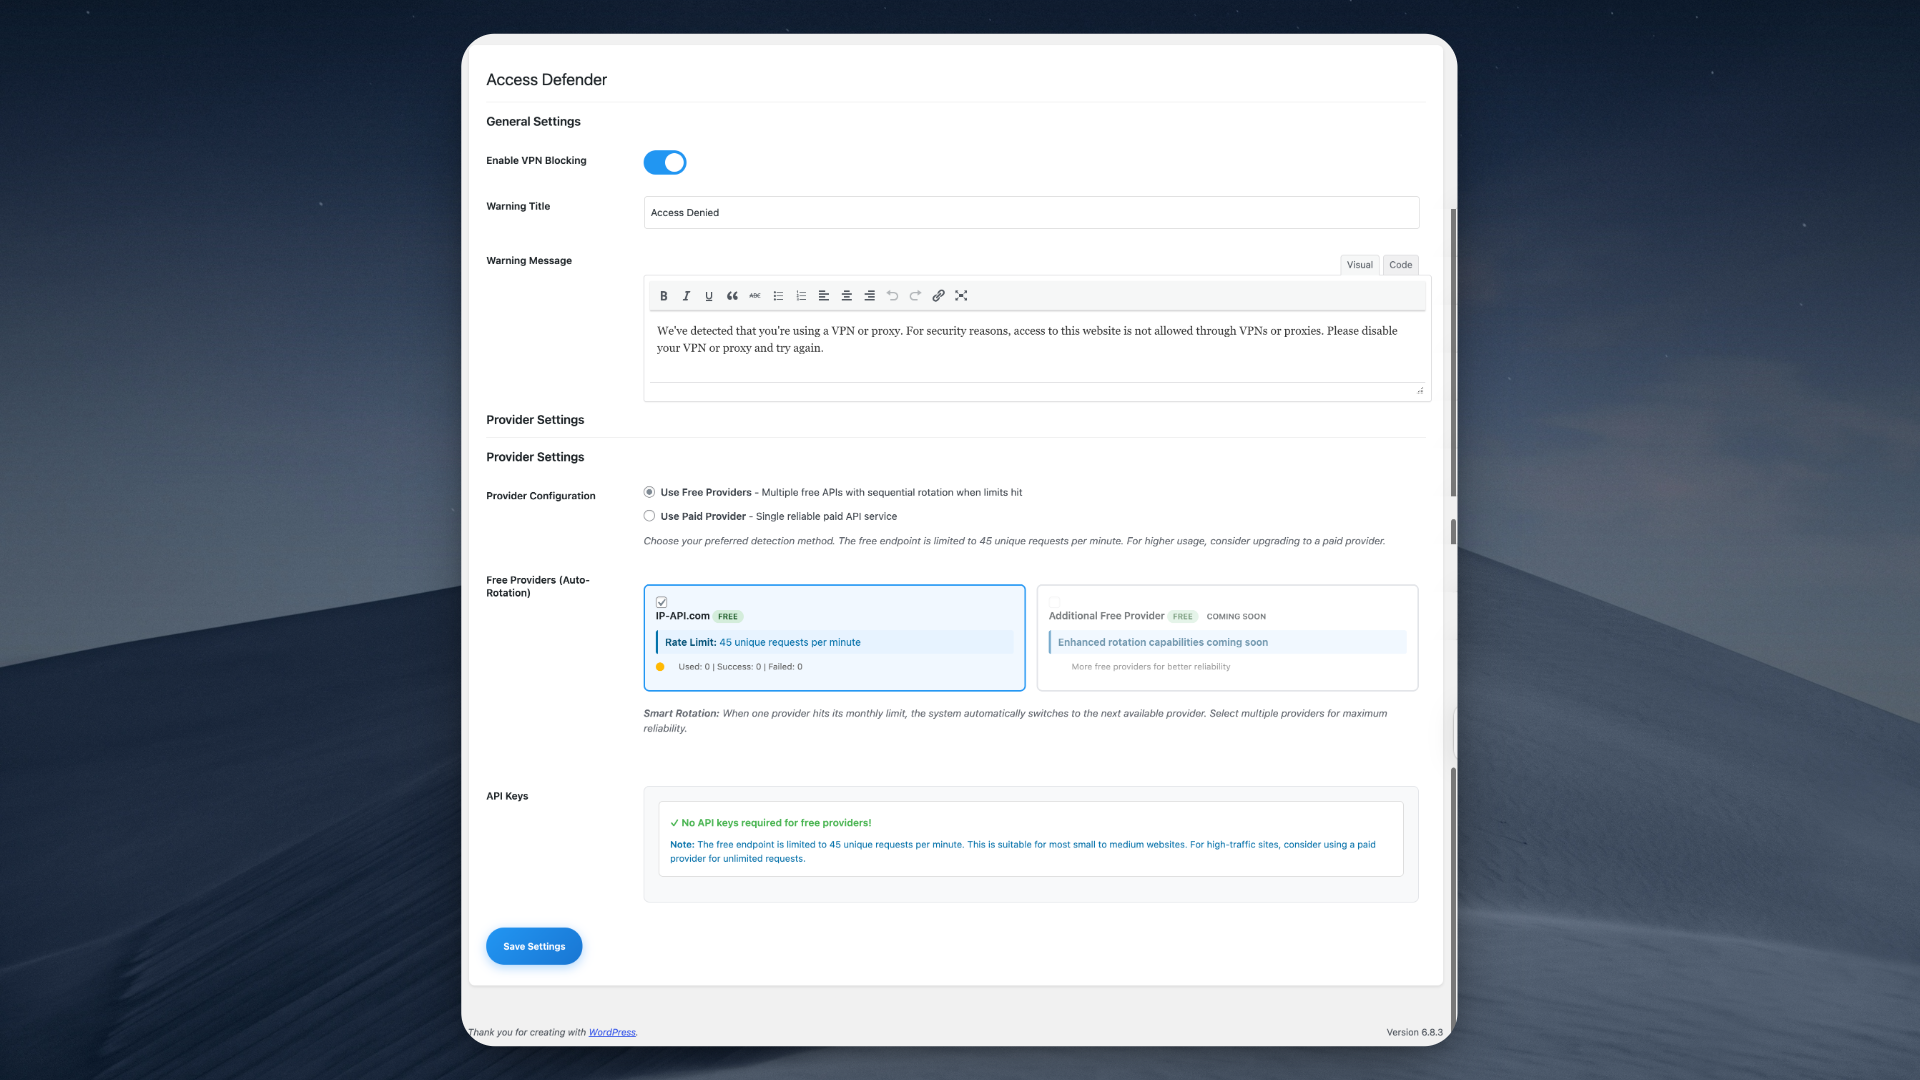 Access Defender
General Settings
Enable VPN Blocking
Warning Title
Access Denied
Warning Message
Visual
Code
B I U “ ABC
We've detected that you're using a VPN or proxy. For security reasons, access to this website is not allowed through VPNs or proxies. Please disable
your VPN or proxy and try again.
Provider Settings
Provider Settings
Provider Configuration
Use Free Providers - Multiple free APIs with sequential rotation when limits hit
Use Paid Provider - Single reliable paid API service
Choose your preferred detection method. The free endpoint is limited to 45 unique requests per minute. For higher usage, consider upgrading to a paid provider.
Free Providers (Auto-
Rotation)
IP-API.com FREE
Rate Limit: 45 unique requests per minute
Used: 0 | Success: 0 | Failed: 0
Additional Free Provider FREE COMING SOON
Enhanced rotation capabilities coming soon
More free providers for better reliability
Smart Rotation: When one provider hits its monthly limit, the system automatically switches to the next available provider. Select multiple providers for maximum
reliability.
API Keys
✓ No API keys required for free providers!
Note: The free endpoint is limited to 45 unique requests per minute. This is suitable for most small to medium websites. For high-traffic sites, consider using a paid
provider for unlimited requests.
Save Settings
Thank you for creating with WordPress.
Version 6.8.3